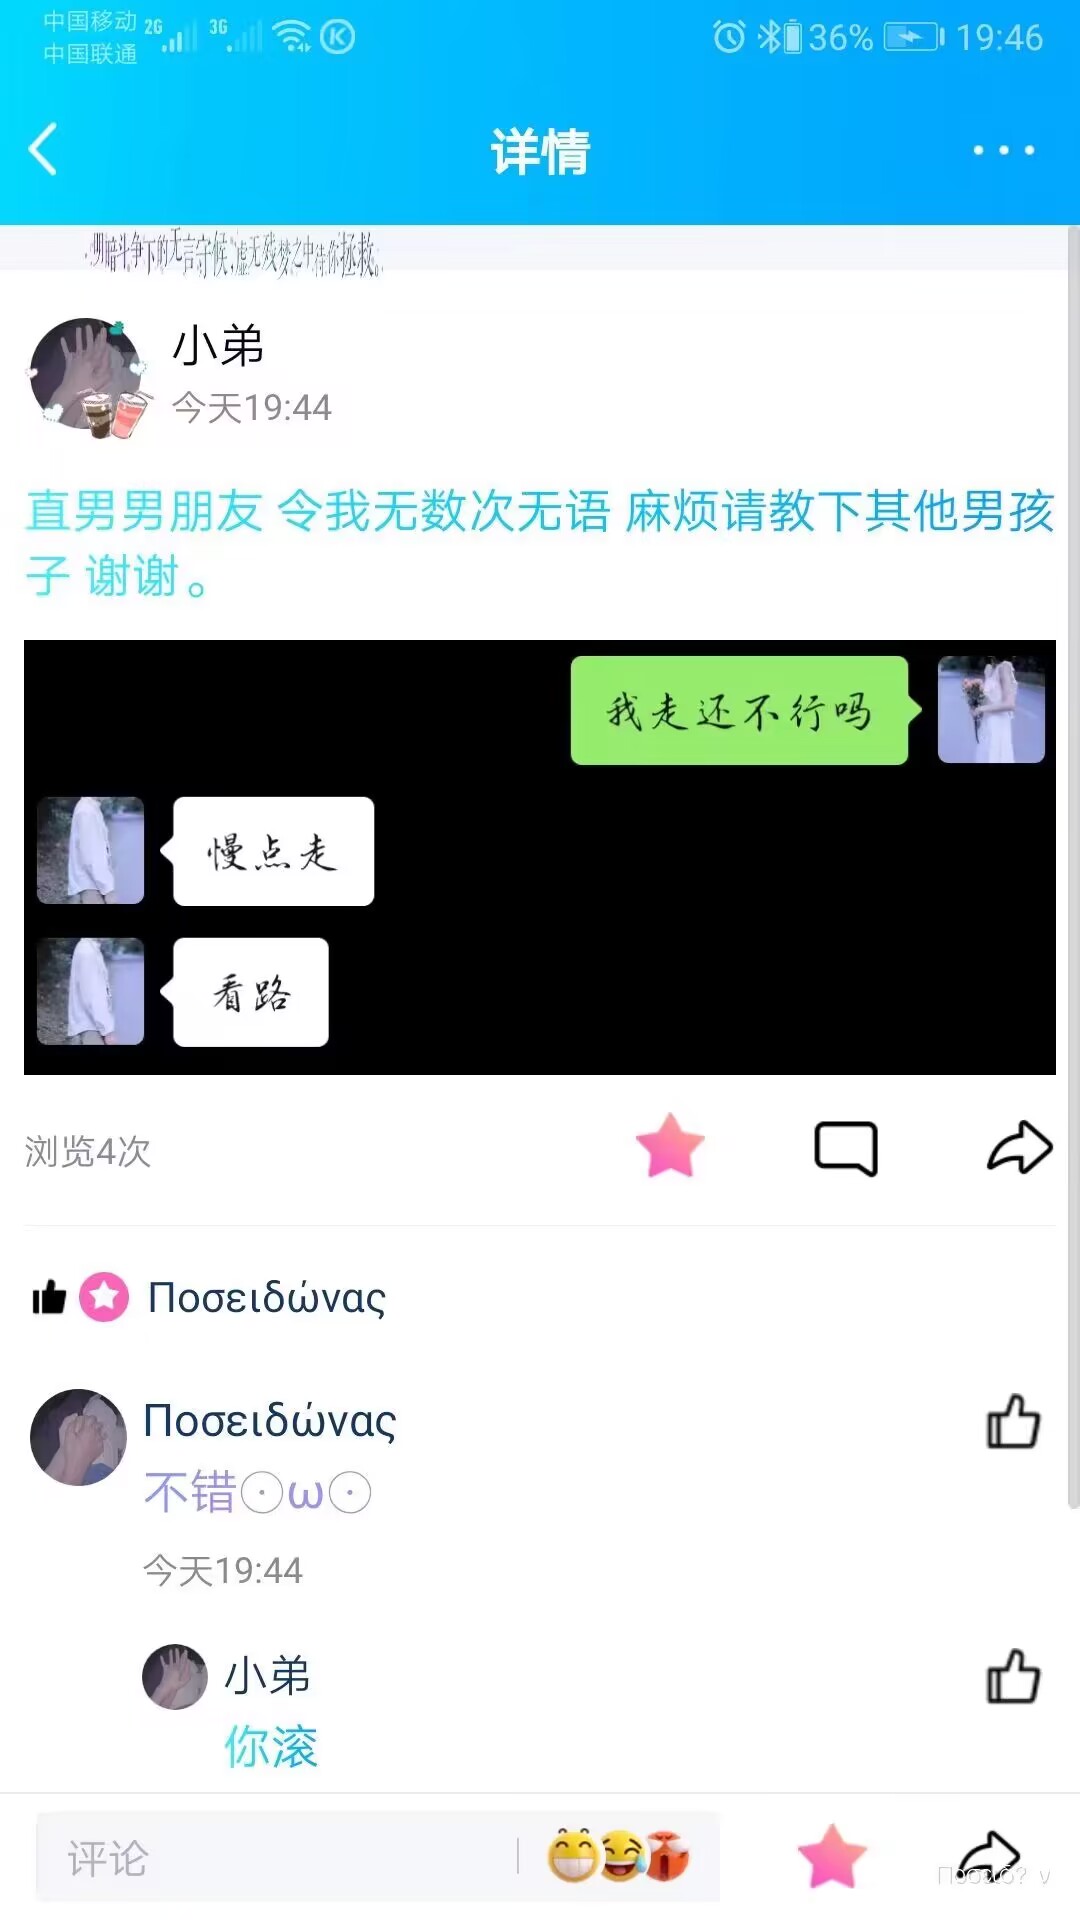 中国移动 2G 3G 36% 19:46
中国联通
详情
斗争下的无言守候,虚无残梦之中待你拯救。
小弟
今天19:44
直男男朋友 令我无数次无语 麻烦请教下其他男孩
子 谢谢。
我走还不行吗
慢点走
看路
浏览4次
Ποσειδώνας
Ποσειδώνας
不错⊙ω⊙
今天19:44
小弟
你滚
评论